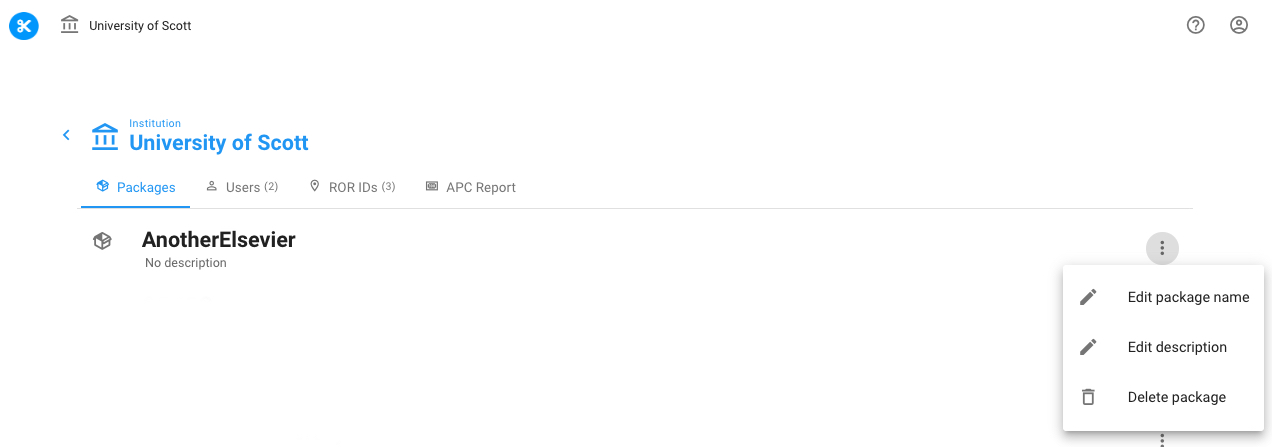 University of Scott
Institution
University of Scott
Packages Users (2) ROR IDs (3) APC Report
AnotherElsevier
No description
Edit package name
Edit description
Delete package